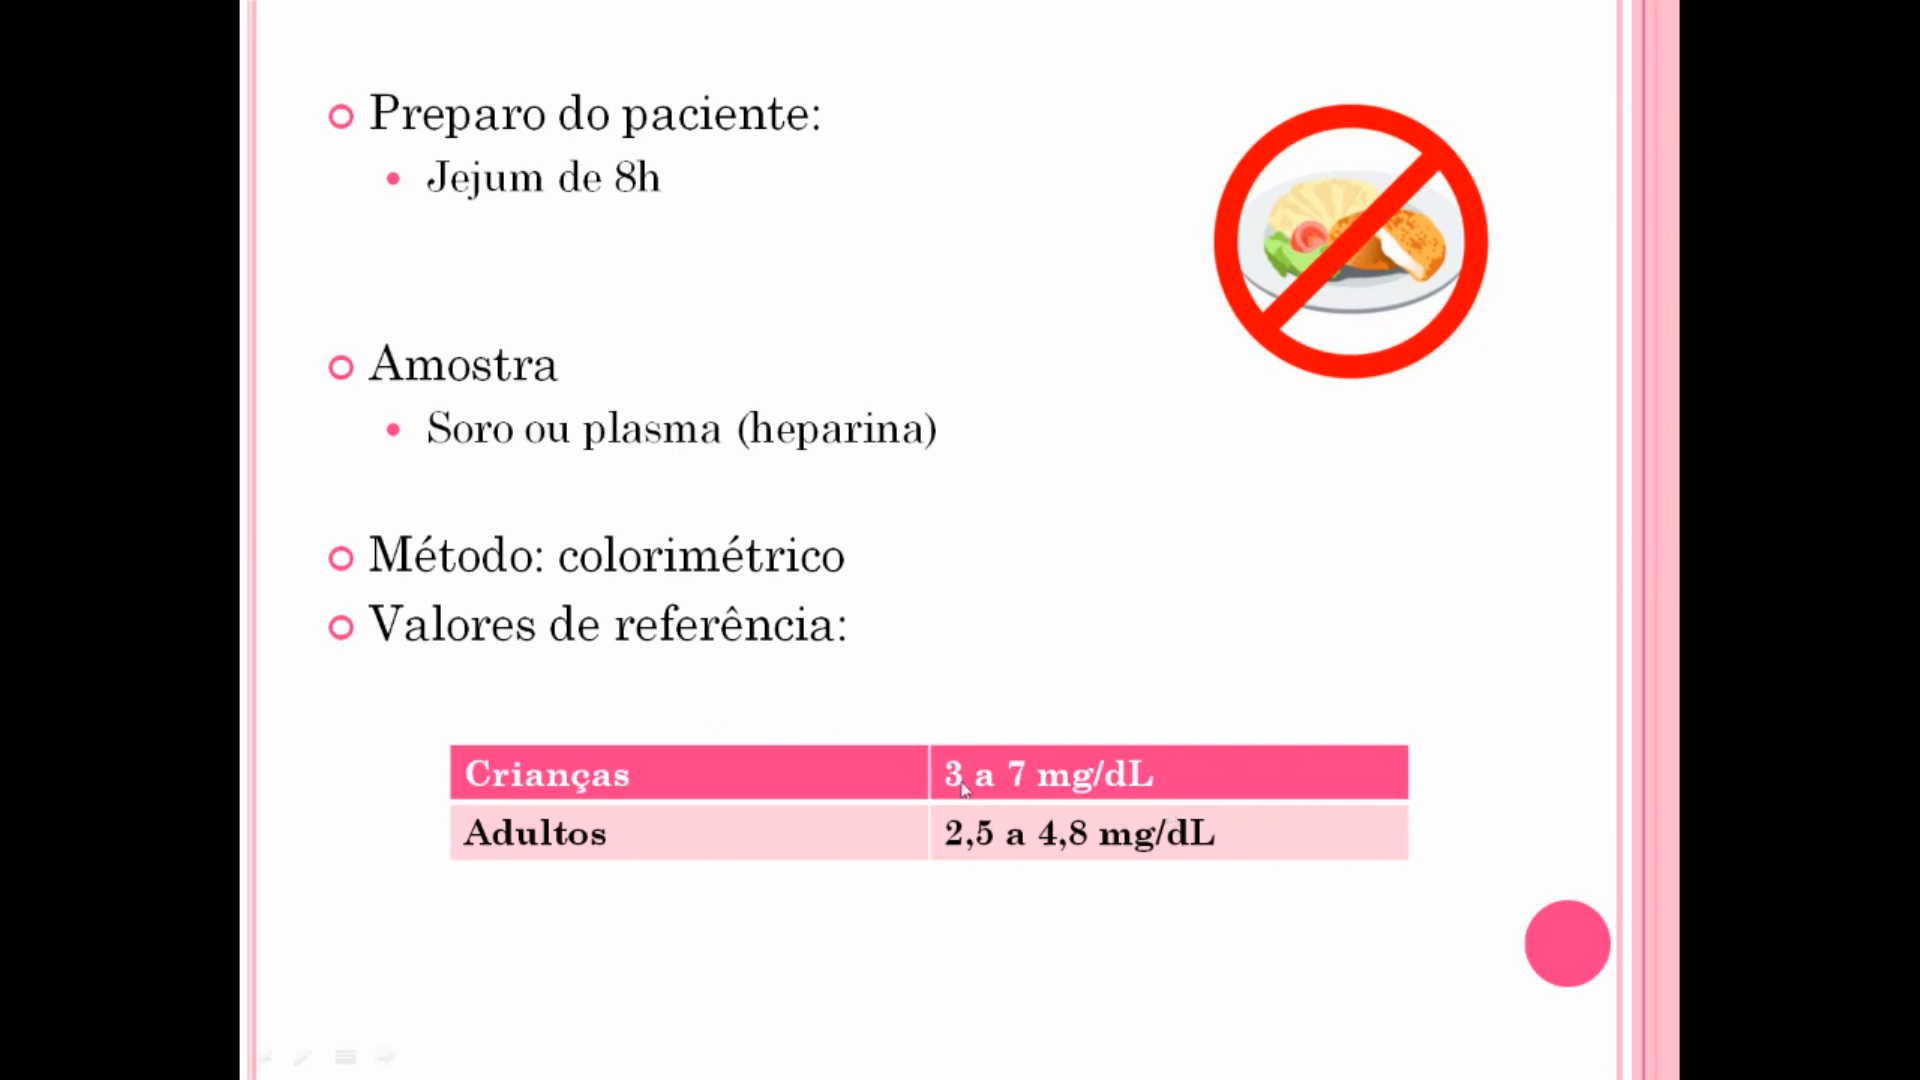 Preparo do paciente:
Jejum de 8h
Amostra
Soro ou plasma (heparina)
Método: colorimétrico
Valores de referência:
Crianças 3 a 7 mg/dL
Adultos 2,5 a 4,8 mg/dL